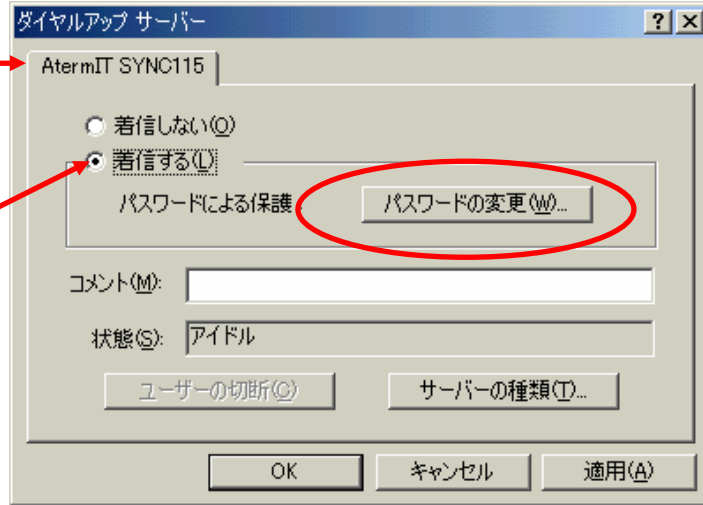 ダイヤルアップ サーバー
AtermIT SYNC115
着信しない(O)
着信する(L)
パスワードによる保護: パスワードの変更(W)...
コメント(M):
状態(S): アイドル
ユーザーの切断(C) サーバーの種類(T)...
OK キャンセル 適用(A)